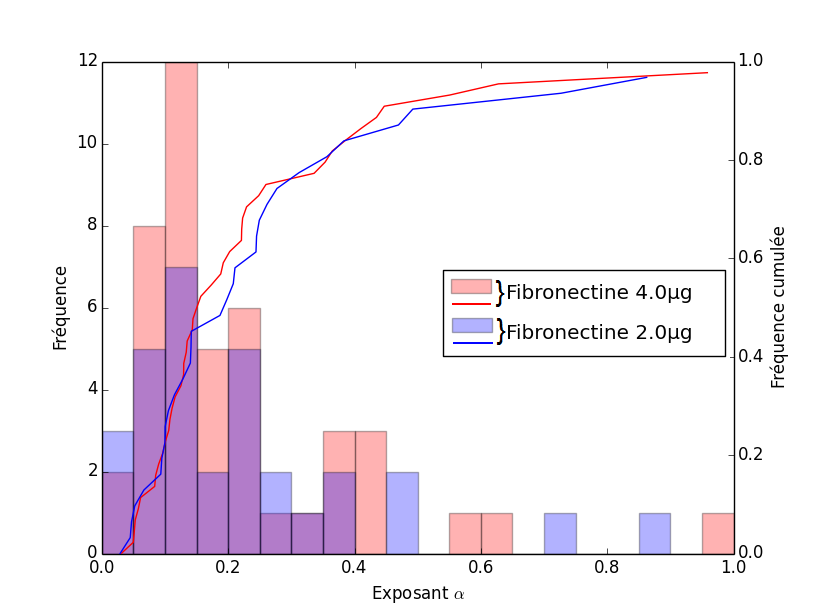 12
10
8
6
4
2
0
Fréquence
1.0
0.8
0.6
0.4
0.2
0.0
Fréquence cumulée
}Fibronectine 4.0µg
}Fibronectine 2.0µg
0.0 0.2 0.4 0.6 0.8 1.0
Exposant α